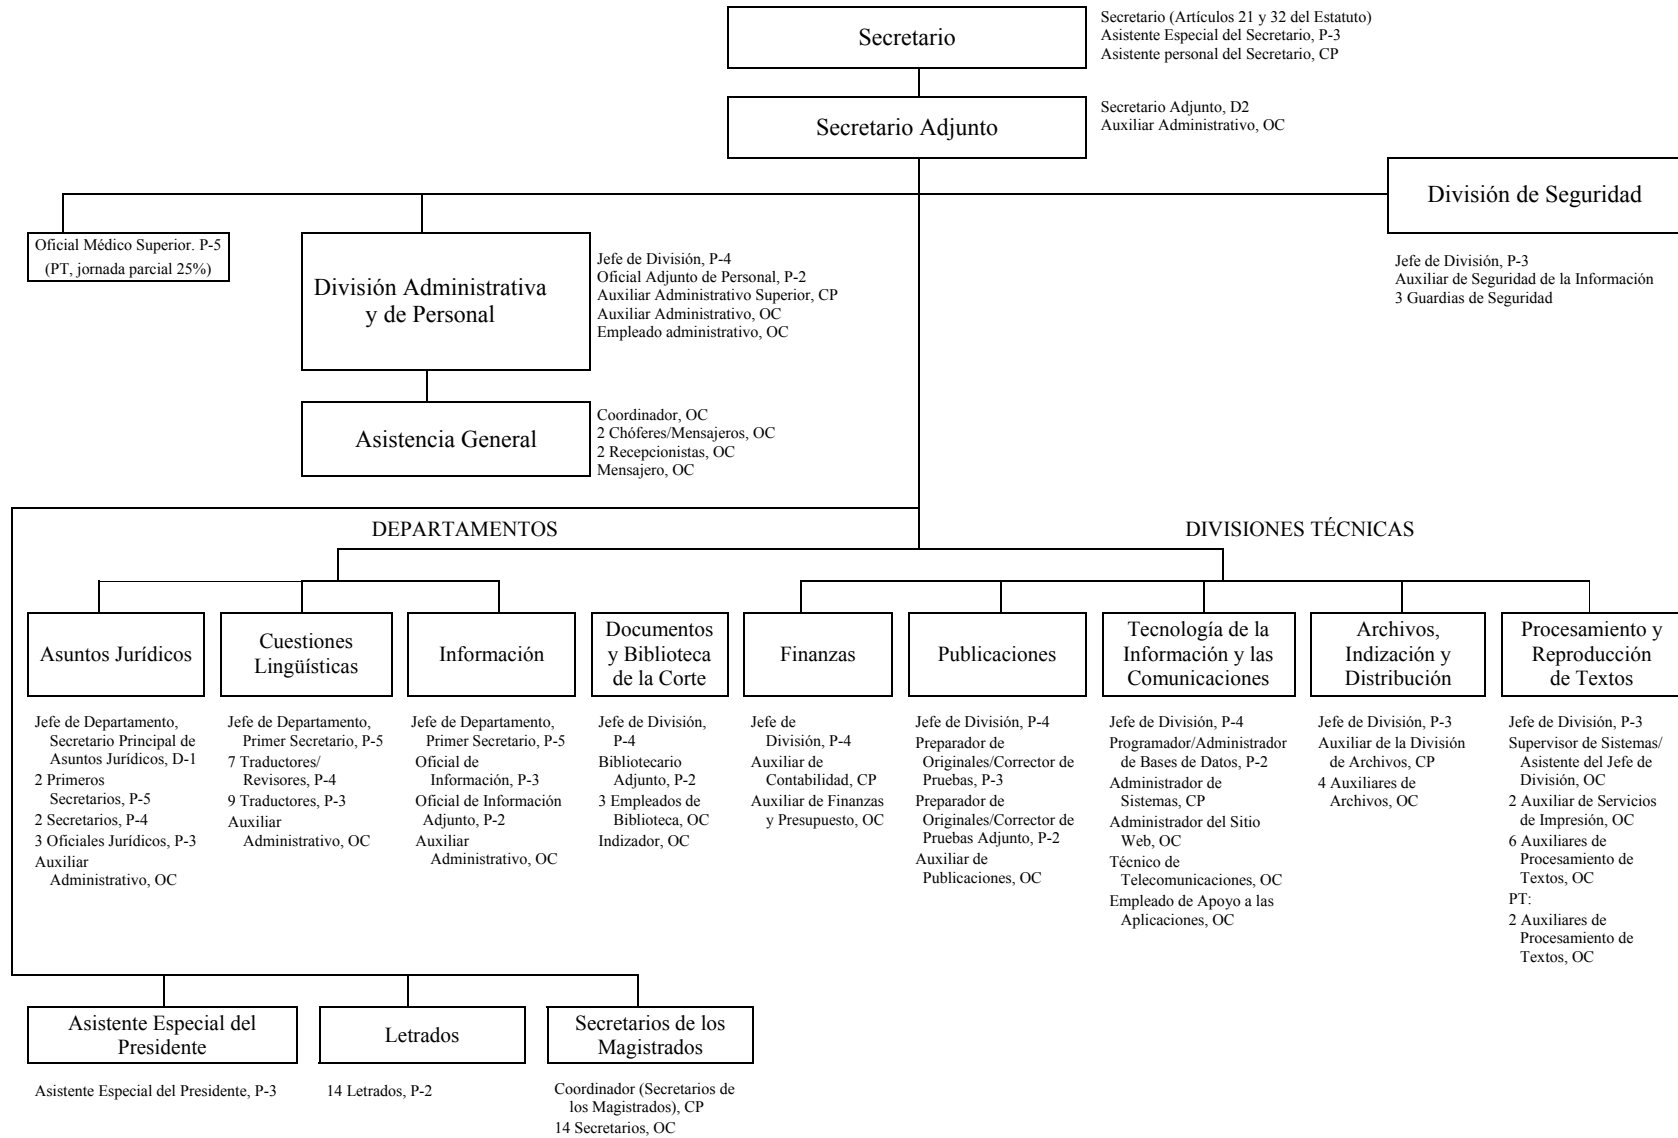 Secretario
Secretario (Artículos 21 y 32 del Estatuto)
Asistente Especial del Secretario, P-3
Asistente personal del Secretario, CP
Secretario Adjunto
Secretario Adjunto, D2
Auxiliar Administrativo, OC
División de Seguridad
Jefe de División, P-3
Auxiliar de Seguridad de la Información
3 Guardias de Seguridad
Oficial Médico Superior. P-5
(PT, jornada parcial 25%)
División Administrativa
y de Personal
Jefe de División, P-4
Oficial Adjunto de Personal, P-2
Auxiliar Administrativo Superior, CP
Auxiliar Administrativo, OC
Empleado administrativo, OC
Asistencia General
Coordinador, OC
2 Chóferes/Mensajeros, OC
2 Recepcionistas, OC
Mensajero, OC
DEPARTAMENTOS
DIVISIONES TÉCNICAS
Asuntos Jurídicos
Jefe de Departamento,
Secretario Principal de
Asuntos Jurídicos, D-1
2 Primeros
Secretarios, P-5
2 Secretarios, P-4
3 Oficiales Jurídicos, P-3
Auxiliar
Administrativo, OC
Cuestiones
Lingüísticas
Jefe de Departamento,
Primer Secretario, P-5
7 Traductores/
Revisores, P-4
9 Traductores, P-3
Auxiliar
Administrativo, OC
Información
Jefe de Departamento,
Primer Secretario, P-5
Oficial de
Información, P-3
Oficial de Información
Adjunto, P-2
Auxiliar
Administrativo, OC
Documentos
y Biblioteca
de la Corte
Jefe de División,
P-4
Bibliotecario
Adjunto, P-2
3 Empleados de
Biblioteca, OC
Indizador, OC
Finanzas
Jefe de
División, P-4
Auxiliar de
Contabilidad, CP
Auxiliar de Finanzas
y Presupuesto, OC
Publicaciones
Jefe de División, P-4
Preparador de
Originales/Corrector de
Pruebas, P-3
Preparador de
Originales/Corrector de
Pruebas Adjunto, P-2
Auxiliar de
Publicaciones, OC
Tecnología de la
Información y las
Comunicaciones
Jefe de División, P-4
Programador/Administrador
de Bases de Datos, P-2
Administrador de
Sistemas, CP
Administrador del Sitio
Web, OC
Técnico de
Telecomunicaciones, OC
Empleado de Apoyo a las
Aplicaciones, OC
Archivos,
Indización y
Distribución
Jefe de División, P-3
Auxiliar de la División
de Archivos, CP
4 Auxiliares de
Archivos, OC
Procesamiento y
Reproducción
de Textos
Jefe de División, P-3
Supervisor de Sistemas/
Asistente del Jefe de
División, OC
2 Auxiliar de Servicios
de Impresión, OC
6 Auxiliares de
Procesamiento de
Textos, OC
PT:
2 Auxiliares de
Procesamiento de
Textos, OC
Asistente Especial del
Presidente
Asistente Especial del Presidente, P-3
Letrados
14 Letrados, P-2
Secretarios de los
Magistrados
Coordinador (Secretarios de
los Magistrados), CP
14 Secretarios, OC